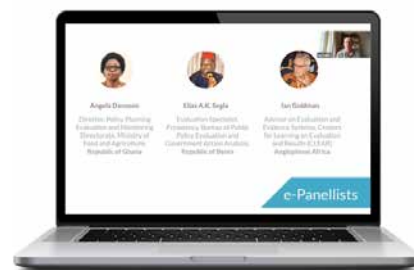 Angela Dannson
Elias A.K. Segla
Ian Goldman
Director, Policy Planning
Evaluation and Monitoring
Directorate, Ministry of
Food and Agriculture,
Republic of Ghana
Evaluation Specialist,
Presidency, Bureau of Public
Policy Evaluation and
Government Action Analysis,
Republic of Benin
Advisor on Evaluation and
Evidence Systems, Centers
for Learning on Evaluation
and Results (CLEAR)
Anglophone Africa
e-Panellists